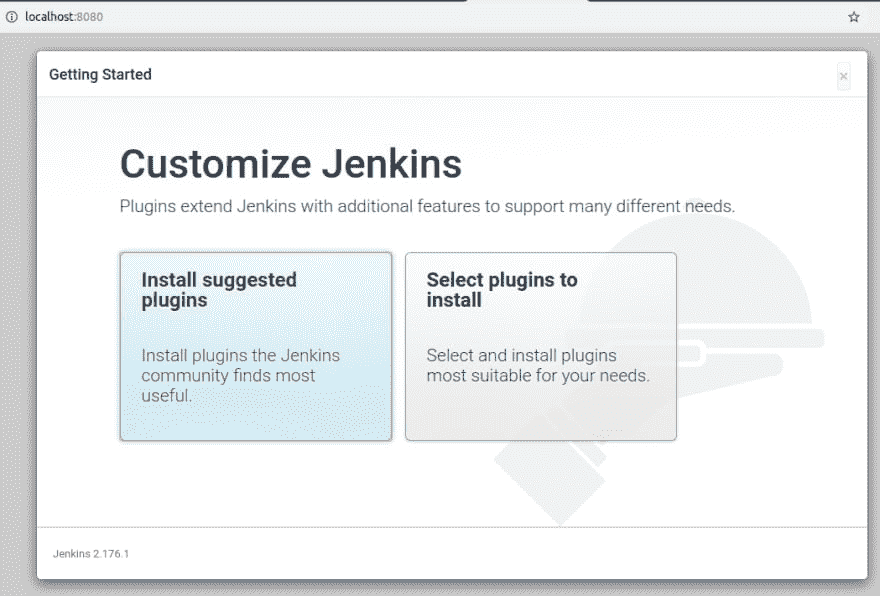 localhost:8080
Getting Started
×
Customize Jenkins
Plugins extend Jenkins with additional features to support many different needs.
Install suggested
plugins
Install plugins the Jenkins
community finds most
useful.
Select plugins to
install
Select and install plugins
most suitable for your needs.
Jenkins 2.176.1